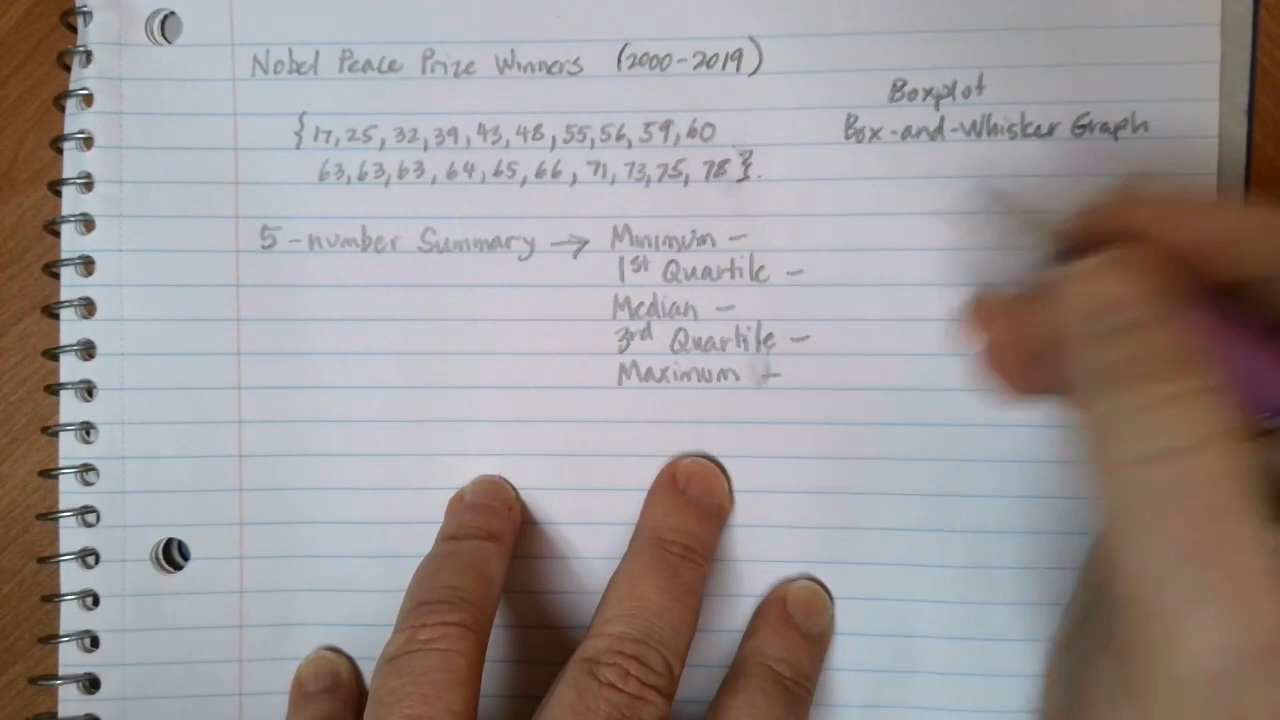 Nobel Peace Prize Winners (2000-2019)
Boxplot
Box-and-Whisker Graph
{17, 25, 32, 39, 43, 48, 55, 56, 59, 60
63, 63, 63, 64, 65, 66, 71, 73, 75, 78}.
5-number Summary → Minimum -
1st Quartile -
Median -
3rd Quartile -
Maximum -